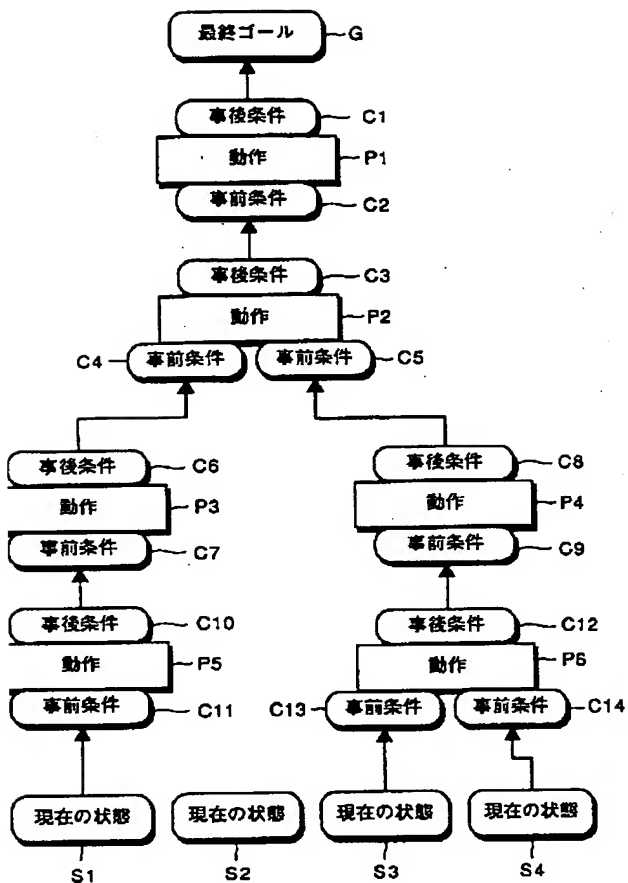 最終ゴール G
事後条件 C1
動作 P1
事前条件 C2
事後条件 C3
動作 P2
C4 事前条件 事前条件 C5
事後条件 C6 事後条件 C8
動作 P3 動作 P4
事前条件 C7 事前条件 C9
事後条件 C10 事後条件 C12
動作 P5 動作 P6
事前条件 C11 C13 事前条件 事前条件 C14
現在の状態 現在の状態 現在の状態 現在の状態
S1 S2 S3 S4